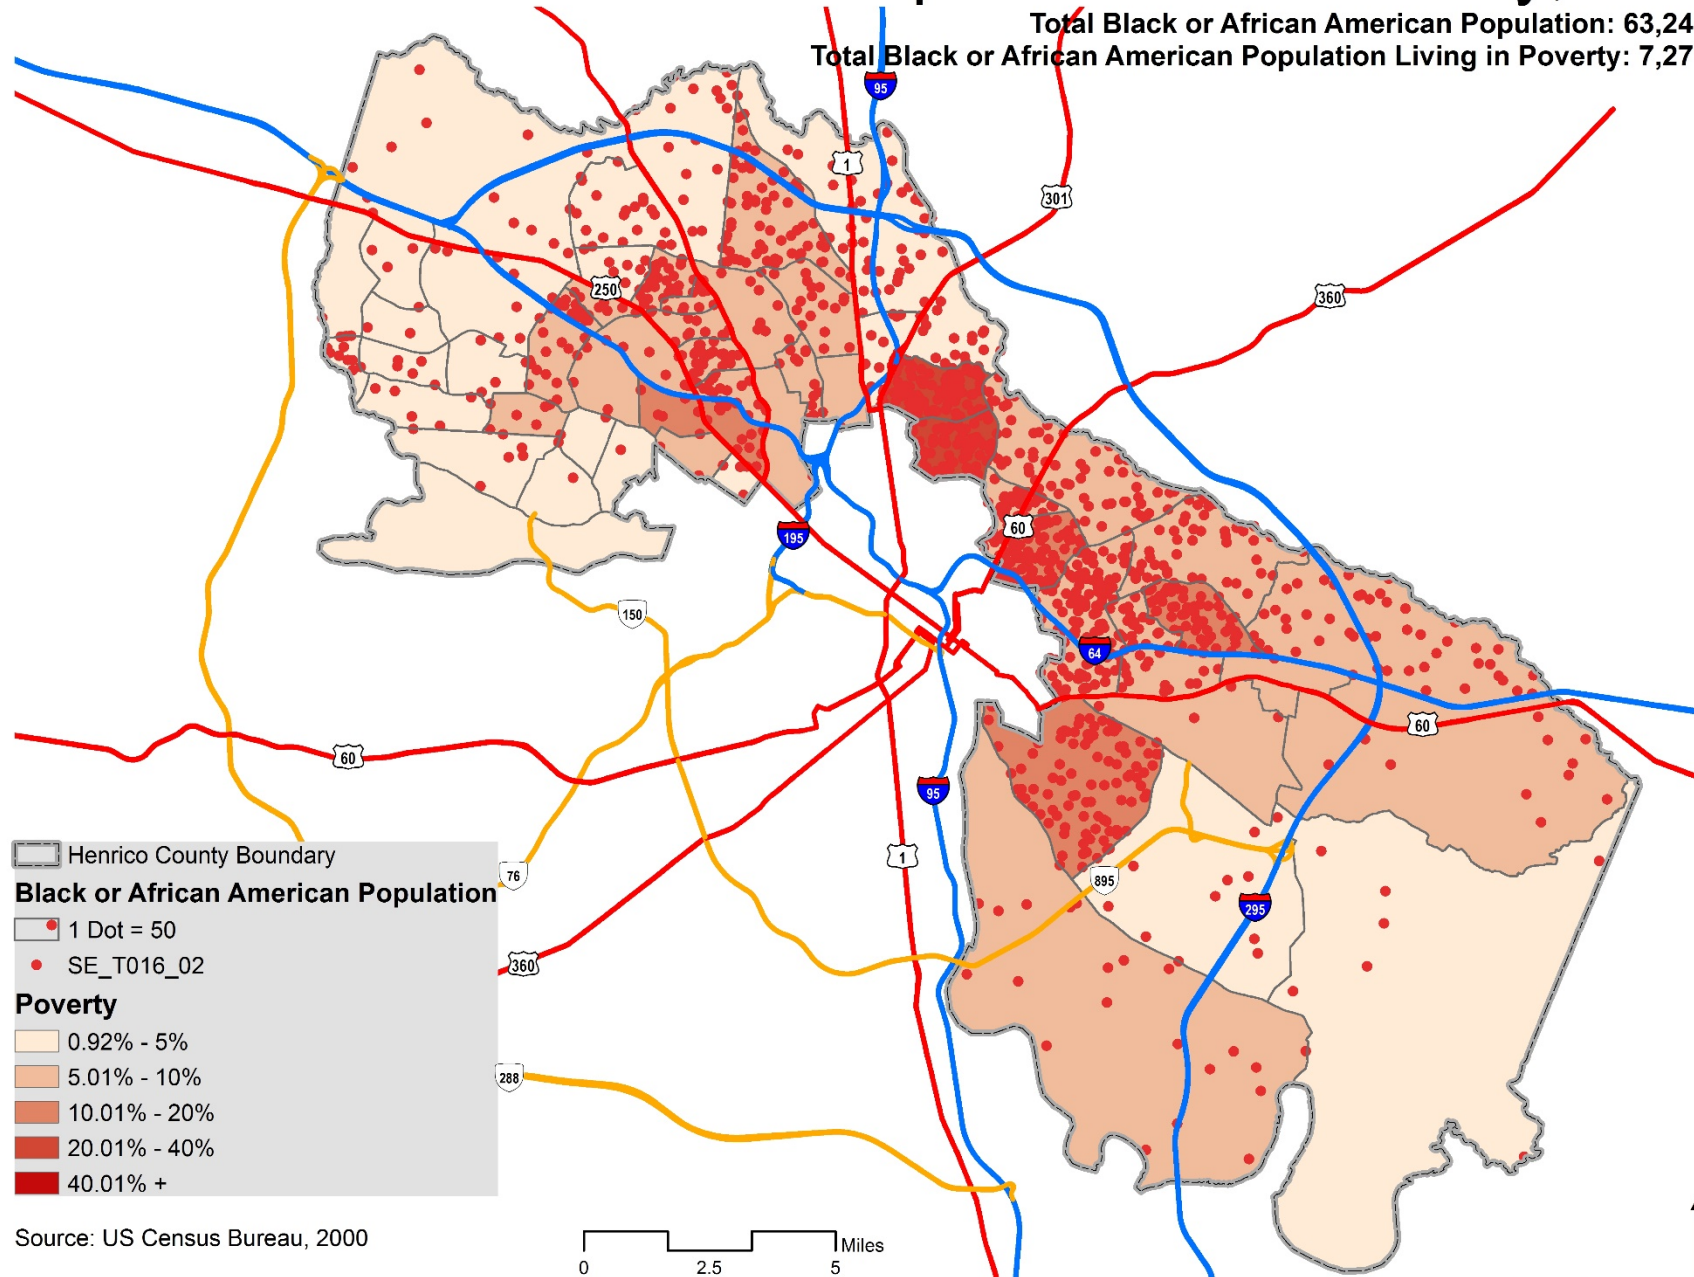 Total Black or African American Population: 63,24
Total Black or African American Population Living in Poverty: 7,27
95
1
301
360
250
60
195
150
64
60
60
95
1
76
895
295
360
288
Henrico County Boundary
Black or African American Population
1 Dot = 50
SE_T016_02
Poverty
0.92% - 5%
5.01% - 10%
10.01% - 20%
20.01% - 40%
40.01% +
Source: US Census Bureau, 2000
Miles
0 2.5 5